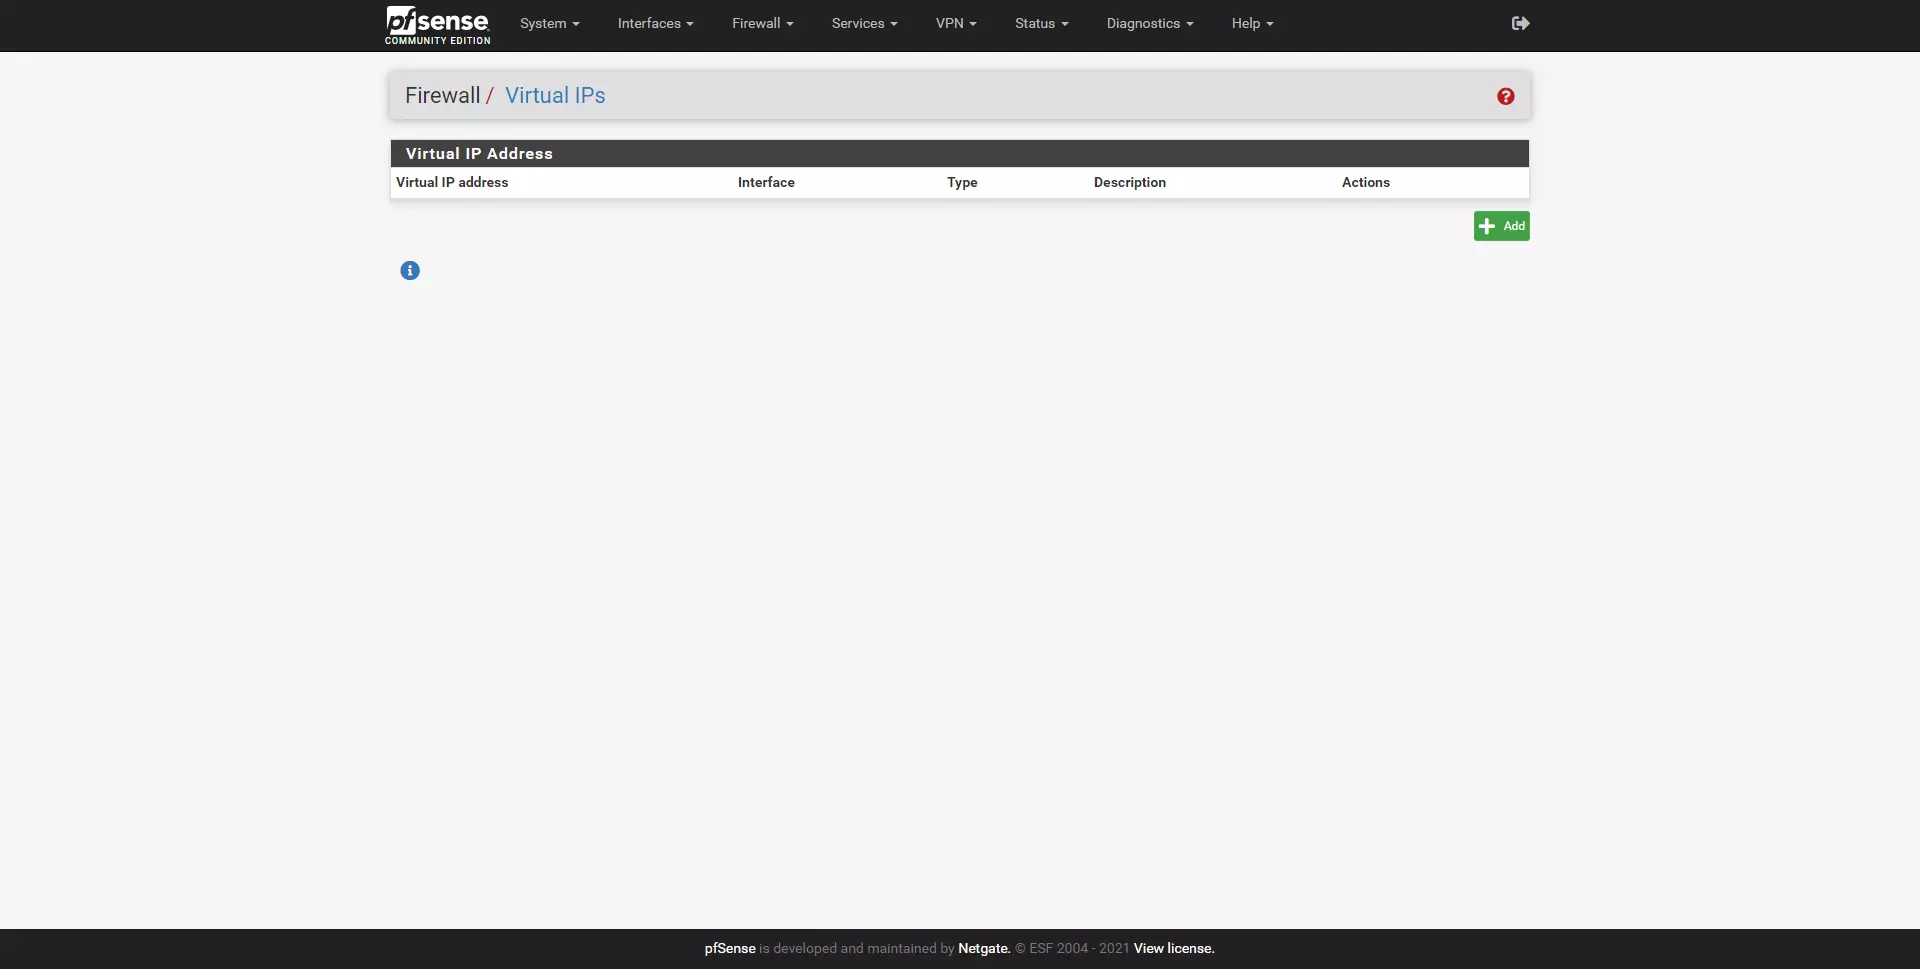 pfsense
COMMUNITY EDITION
System Interfaces Firewall Services VPN Status Diagnostics Help
Firewall / Virtual IPs
Virtual IP Address
Virtual IP address Interface Type Description Actions
Add
pfSense is developed and maintained by Netgate. © ESF 2004 - 2021 View license.